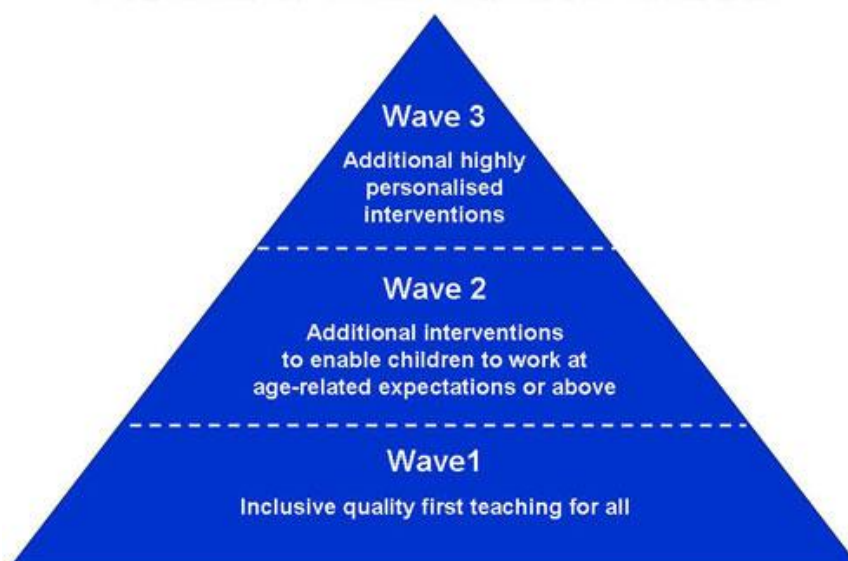 Wave 3
Additional highly
personalised
interventions
Wave 2
Additional interventions
to enable children to work at
age-related expectations or above
Wave1
Inclusive quality first teaching for all